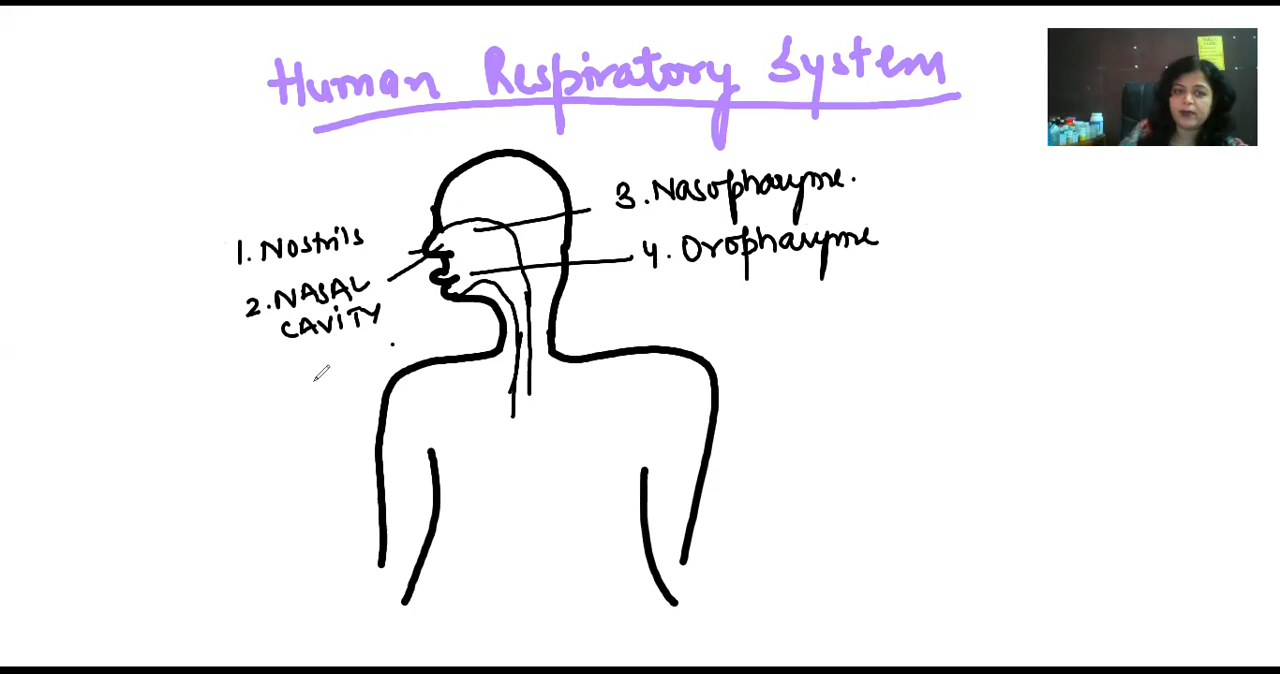 Human Respiratory System
3. Nasopharynx.
1. Nostrils
4. Oropharynx
2. NASAL
CAVITY